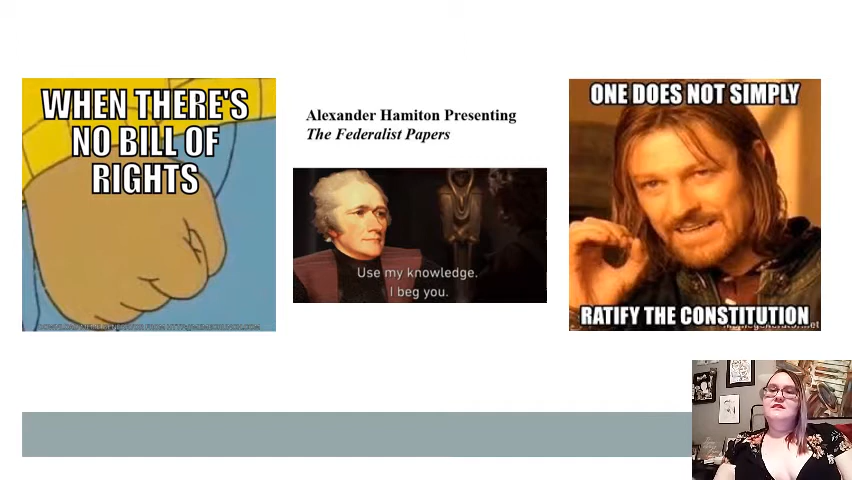 WHEN THERE'S
NO BILL OF
RIGHTS
Alexander Hamiton Presenting
The Federalist Papers
Use my knowledge.
I beg you.
ONE DOES NOT SIMPLY
RATIFY THE CONSTITUTION